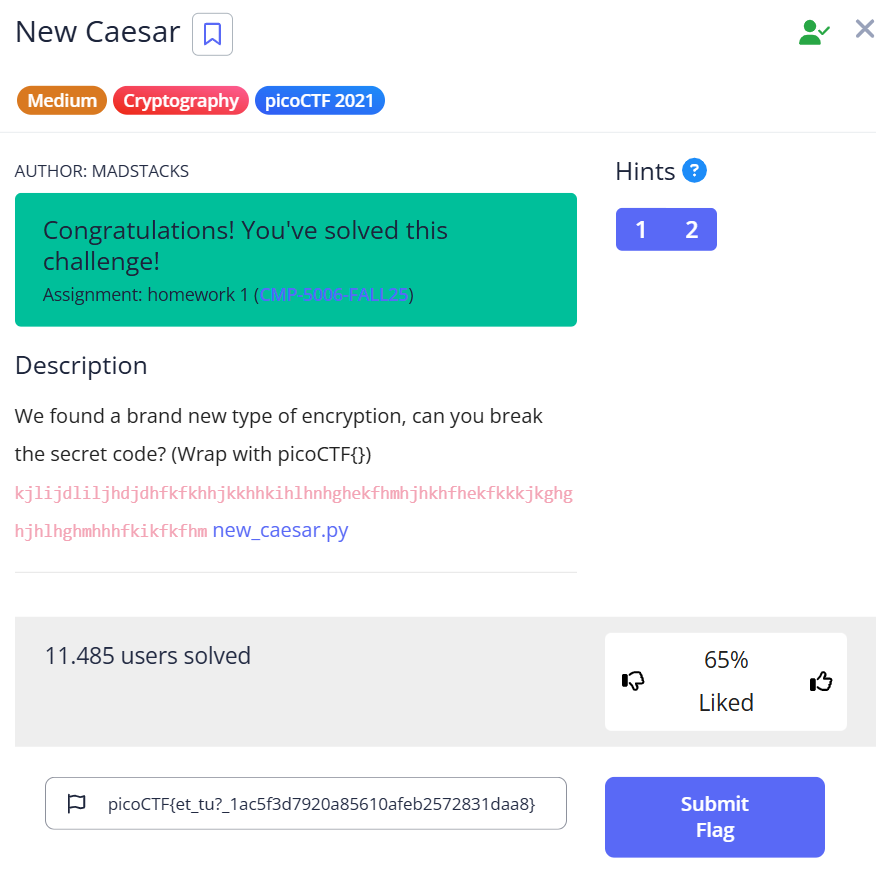 New Caesar
Medium Cryptography picoCTF 2021
AUTHOR: MADSTACKS
Congratulations! You've solved this
challenge!
Assignment: homework 1 (CMP-5006-FALL25)
Hints ?
1 2
Description
We found a brand new type of encryption, can you break
the secret code? (Wrap with picoCTF{})
kjlijdliljhdjdhfkfkhhjkkhhkihlhnhghekfhmhjhkhfhekfkkkjkghg
hjhlhghmhhhfkikfkfhm new_caesar.py
11.485 users solved
65%
Liked
picoCTF{et_tu?_1ac5f3d7920a85610afeb2572831daa8}
Submit
Flag